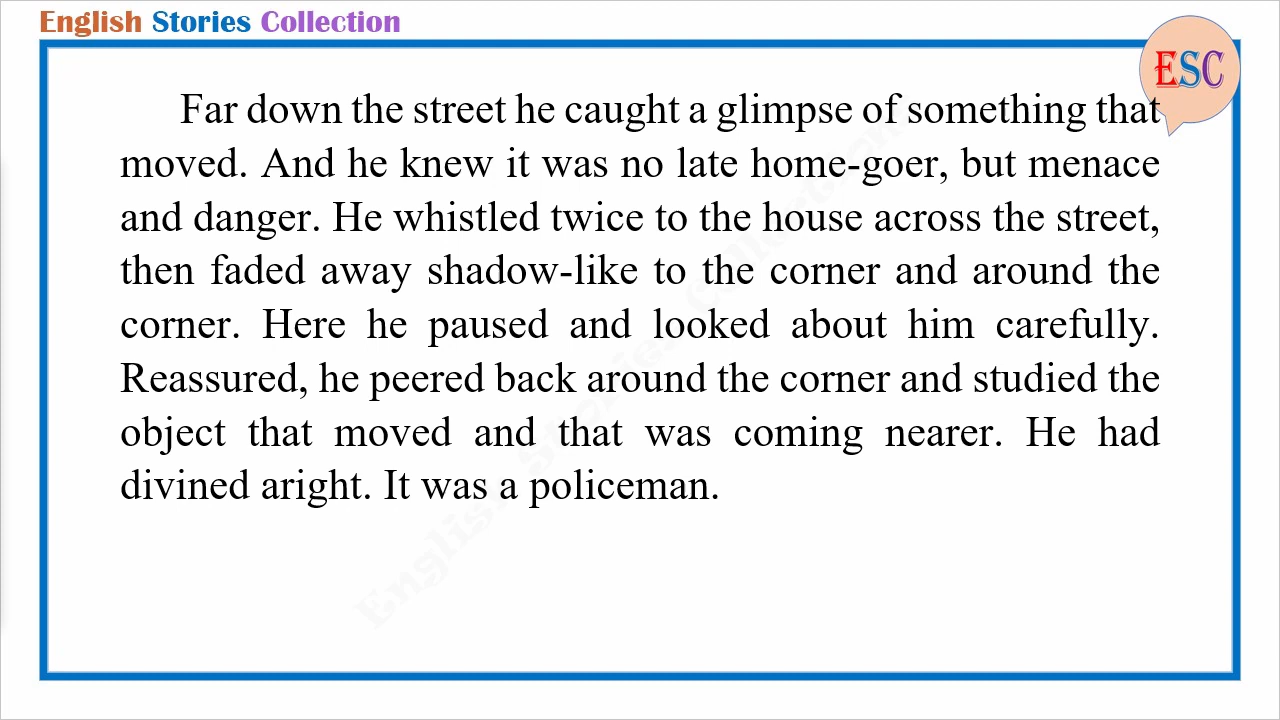 English Stories Collection
ESC
Far down the street he caught a glimpse of something that
moved. And he knew it was no late home-goer, but menace
and danger. He whistled twice to the house across the street,
then faded away shadow-like to the corner and around the
corner. Here he paused and looked about him carefully.
Reassured, he peered back around the corner and studied the
object that moved and that was coming nearer. He had
divined aright. It was a policeman.
English Stories Collection